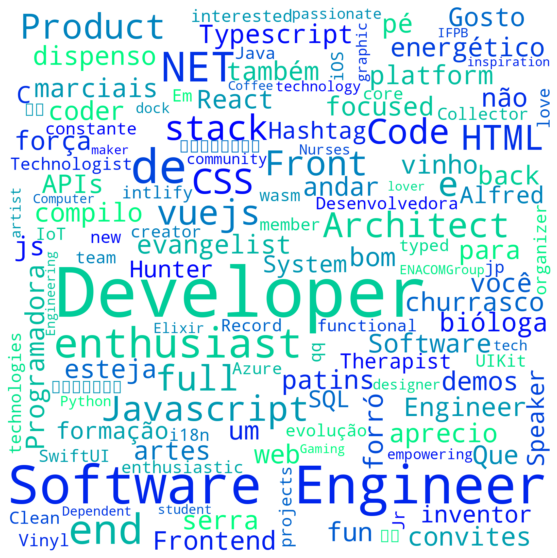 interested passionate IFPB Gosto
Product Typescript pé
Java iOS graphic energético inspiration
dispenso NET também platform
C marciais React Coffee technology core Collector não
Em dock
coder stack focused Code HTML love
força constante maker Hashtag
Technologist community Nurses
APIs CSS Front vinho back
de andar e Alfred
artist Computer intlify wasm Desenvolvedora
compilo vuejs Architect
IoT new creator member typed para organizer
js team evangelist System bom jp você
Hunter ENACOMGroup lover
Developer churrasco
Programadora Engineering
enthusiast Elixir Record functional bióloga
Azure qq Software tech
esteja full Therapist UIKit
patins designer demos
technologies Python Javascript SQL Engineer Que Speaker
formação i18n um evolução forró aprecio
SwiftUI artes web Gaming empowering
enthusiastic
Software Engineer
Clean Dependent student projects Jr inventor
end serra fun
Vinyl Frontend convites